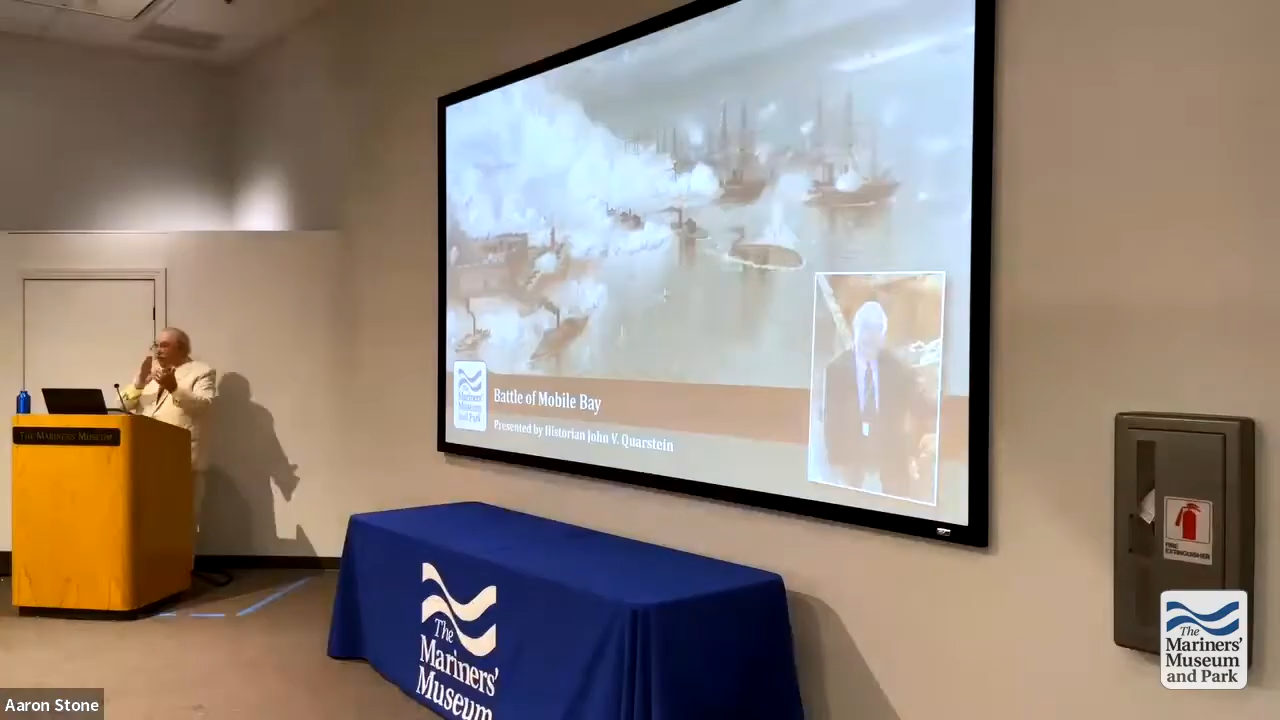 The
Mariners'
Museum
and Park
Battle of Mobile Bay
Presented by Historian John V. Quarstein
THE MARINERS' MUSEUM
FIRE
EXTINGUISHER
The
Mariners'
Museum
The
Mariners'
Museum
and Park
Aaron Stone